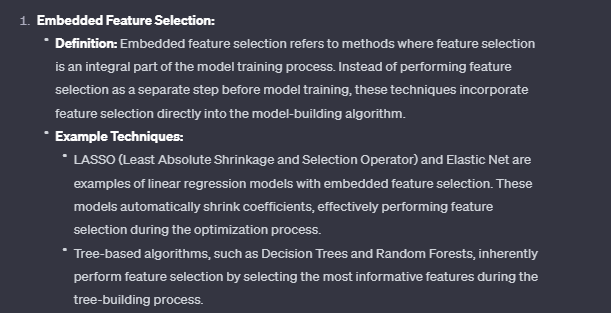 1. Embedded Feature Selection:
• Definition: Embedded feature selection refers to methods where feature selection
is an integral part of the model training process. Instead of performing feature
selection as a separate step before model training, these techniques incorporate
feature selection directly into the model-building algorithm.
• Example Techniques:
• LASSO (Least Absolute Shrinkage and Selection Operator) and Elastic Net are
examples of linear regression models with embedded feature selection. These
models automatically shrink coefficients, effectively performing feature
selection during the optimization process.
• Tree-based algorithms, such as Decision Trees and Random Forests, inherently
perform feature selection by selecting the most informative features during the
tree-building process.